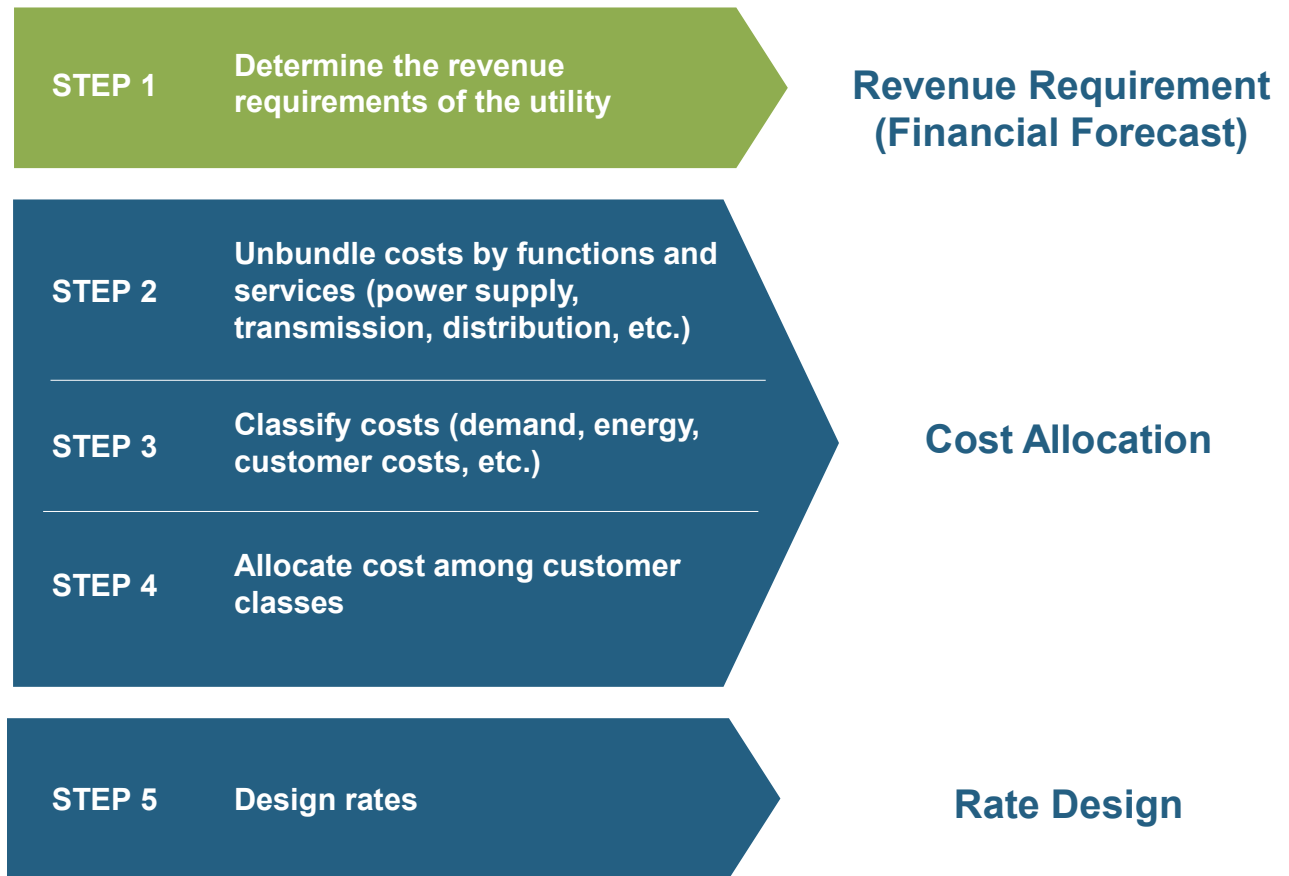 STEP 1
Determine the revenue
requirements of the utility
Revenue Requirement
(Financial Forecast)
STEP 2
Unbundle costs by functions and
services (power supply,
transmission, distribution, etc.)
STEP 3
Classify costs (demand, energy,
customer costs, etc.)
Cost Allocation
STEP 4
Allocate cost among customer
classes
STEP 5
Design rates
Rate Design